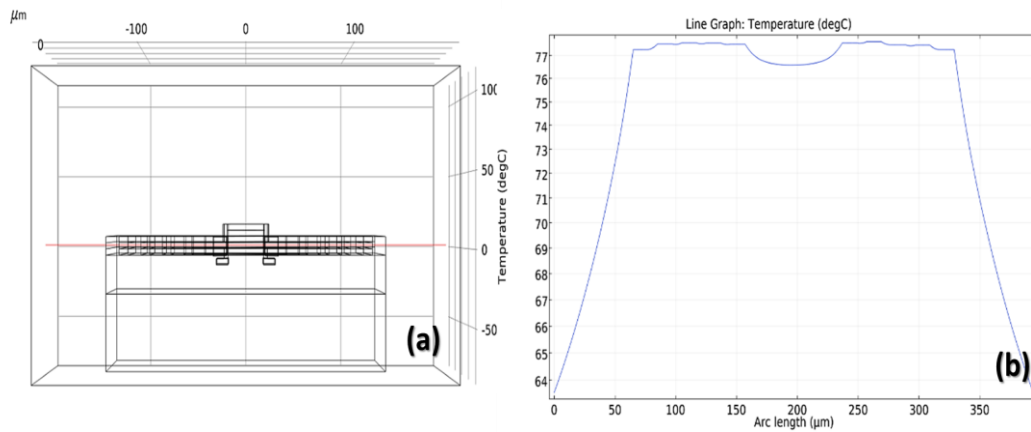 μm
-100 0 100
0
100
50
0
-50
Temperature (degC)
(a)
Line Graph: Temperature (degC)
77
76
75
74
73
72
71
70
69
68
67
66
65
64
0 50 100 150 200 250 300 350
Arc length (μm)
(b)